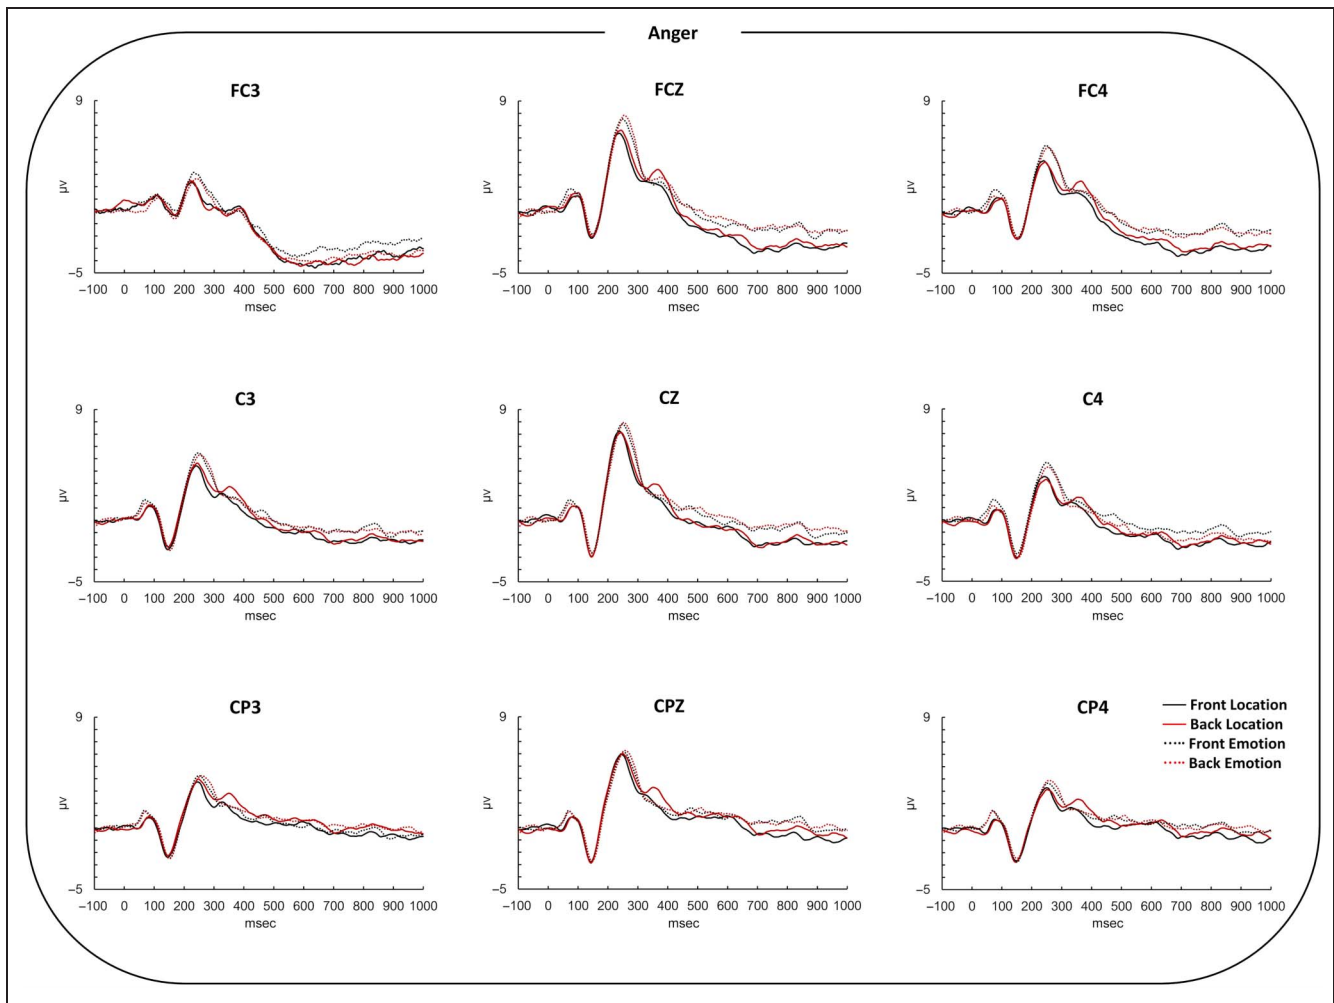 Anger
FC3
9
μv
−5
−100 0 100 200 300 400 500 600 700 800 900 1000
msec
FCZ
9
μv
−5
−100 0 100 200 300 400 500 600 700 800 900 1000
msec
FC4
9
μv
−5
−100 0 100 200 300 400 500 600 700 800 900 1000
msec
C3
9
μv
−5
−100 0 100 200 300 400 500 600 700 800 900 1000
msec
CZ
9
μv
−5
−100 0 100 200 300 400 500 600 700 800 900 1000
msec
C4
9
μv
−5
−100 0 100 200 300 400 500 600 700 800 900 1000
msec
CP3
9
μv
−5
−100 0 100 200 300 400 500 600 700 800 900 1000
msec
CPZ
9
μv
−5
−100 0 100 200 300 400 500 600 700 800 900 1000
msec
CP4
9
μv
−5
−100 0 100 200 300 400 500 600 700 800 900 1000
msec
Front Location
Back Location
Front Emotion
Back Emotion